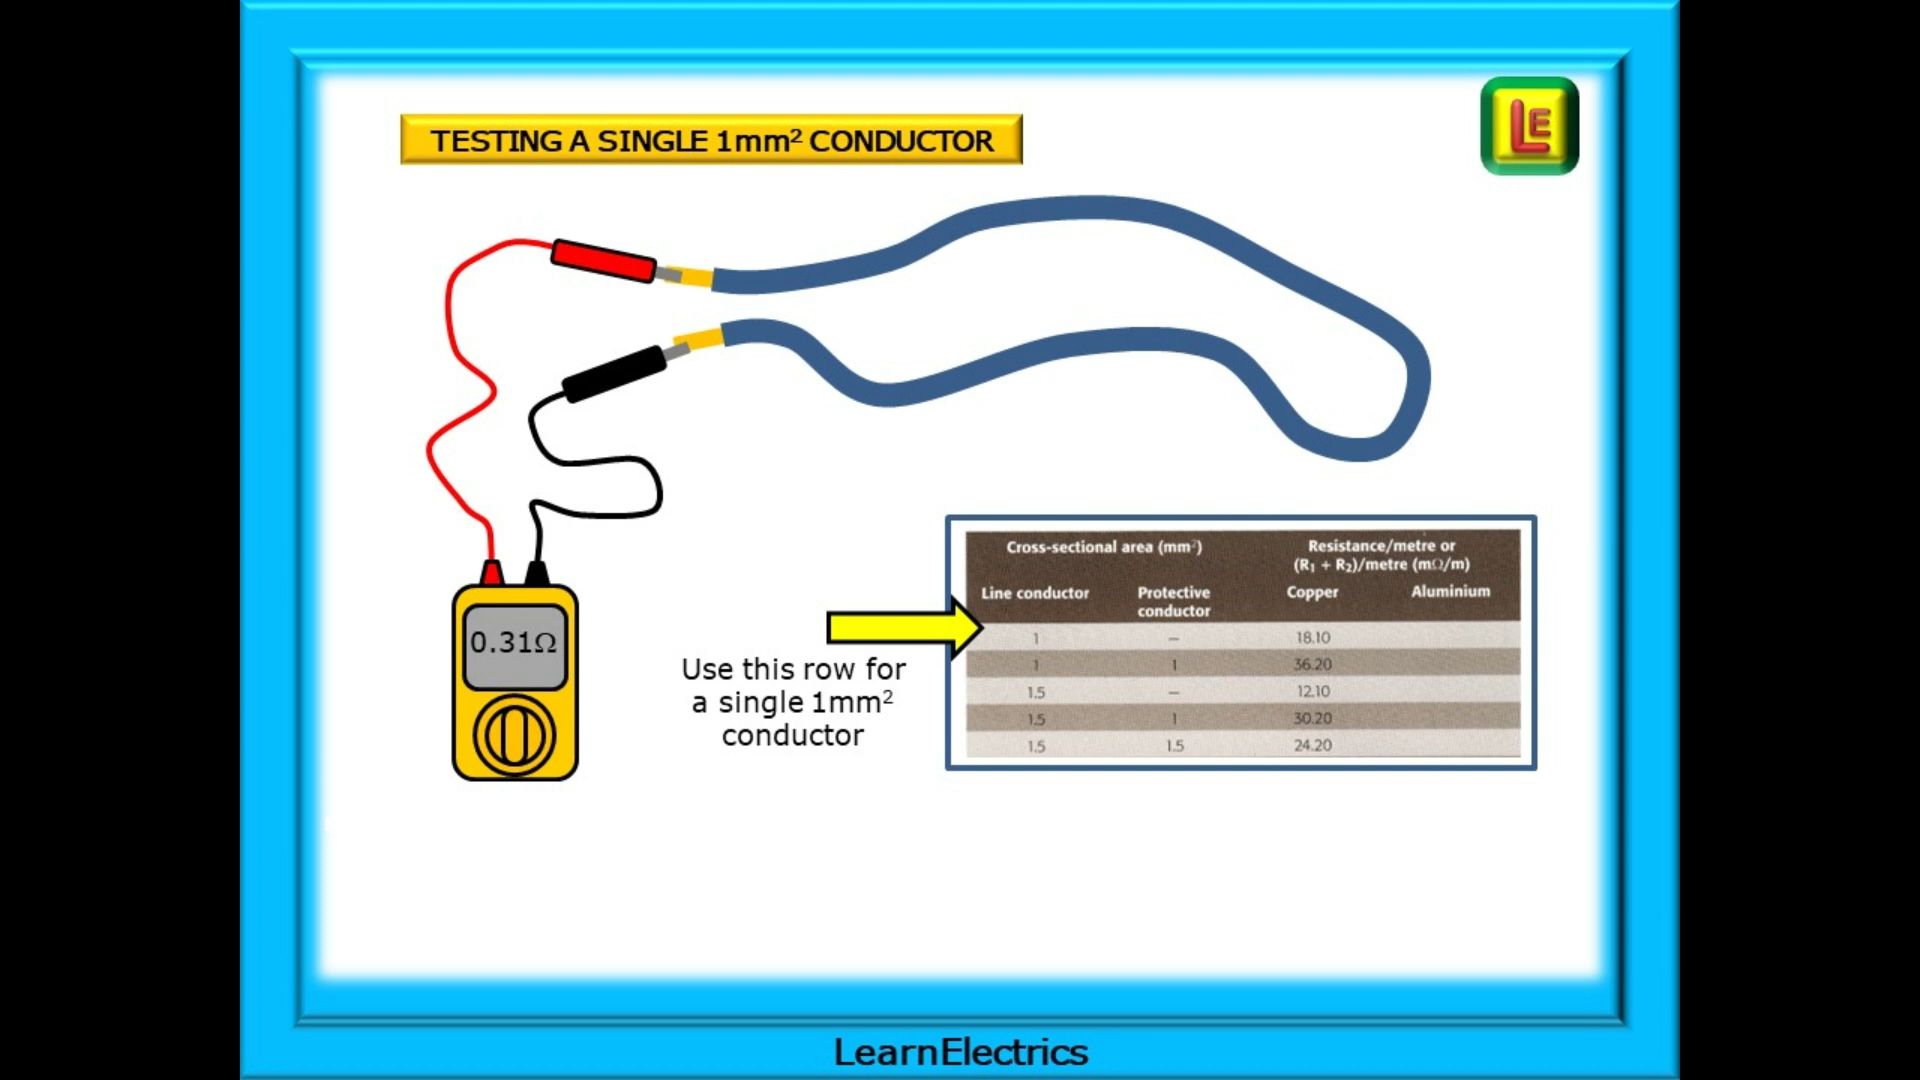 TESTING A SINGLE 1mm² CONDUCTOR
LE
0.31Ω
Use this row for
a single 1mm²
conductor
Cross-sectional area (mm²) Resistance/metre or
(R₁ + R₂)/metre (mΩ/m)
Line conductor Protective
conductor Copper Aluminium
1 – 18.10
1 1 36.20
1.5 – 12.10
1.5 1 30.20
1.5 1.5 24.20
LearnElectrics